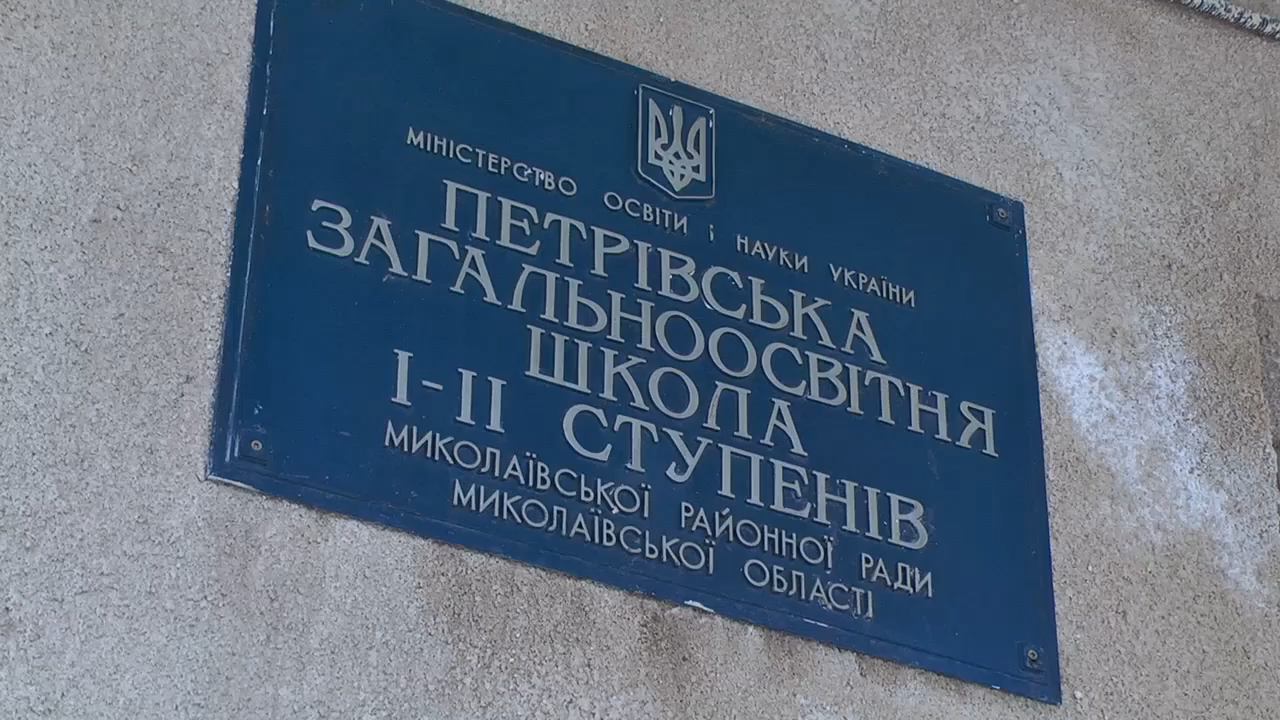 МІНІСТЕРСТВО ОСВІТИ І НАУКИ УКРАЇНИ
ПЕТРІВСЬКА
ЗАГАЛЬНООСВІТНЯ
ШКОЛА
І-ІІ СТУПЕНІВ
МИКОЛАЇВСЬКОЇ РАЙОННОЇ РАДИ
МИКОЛАЇВСЬКОЇ ОБЛАСТІ